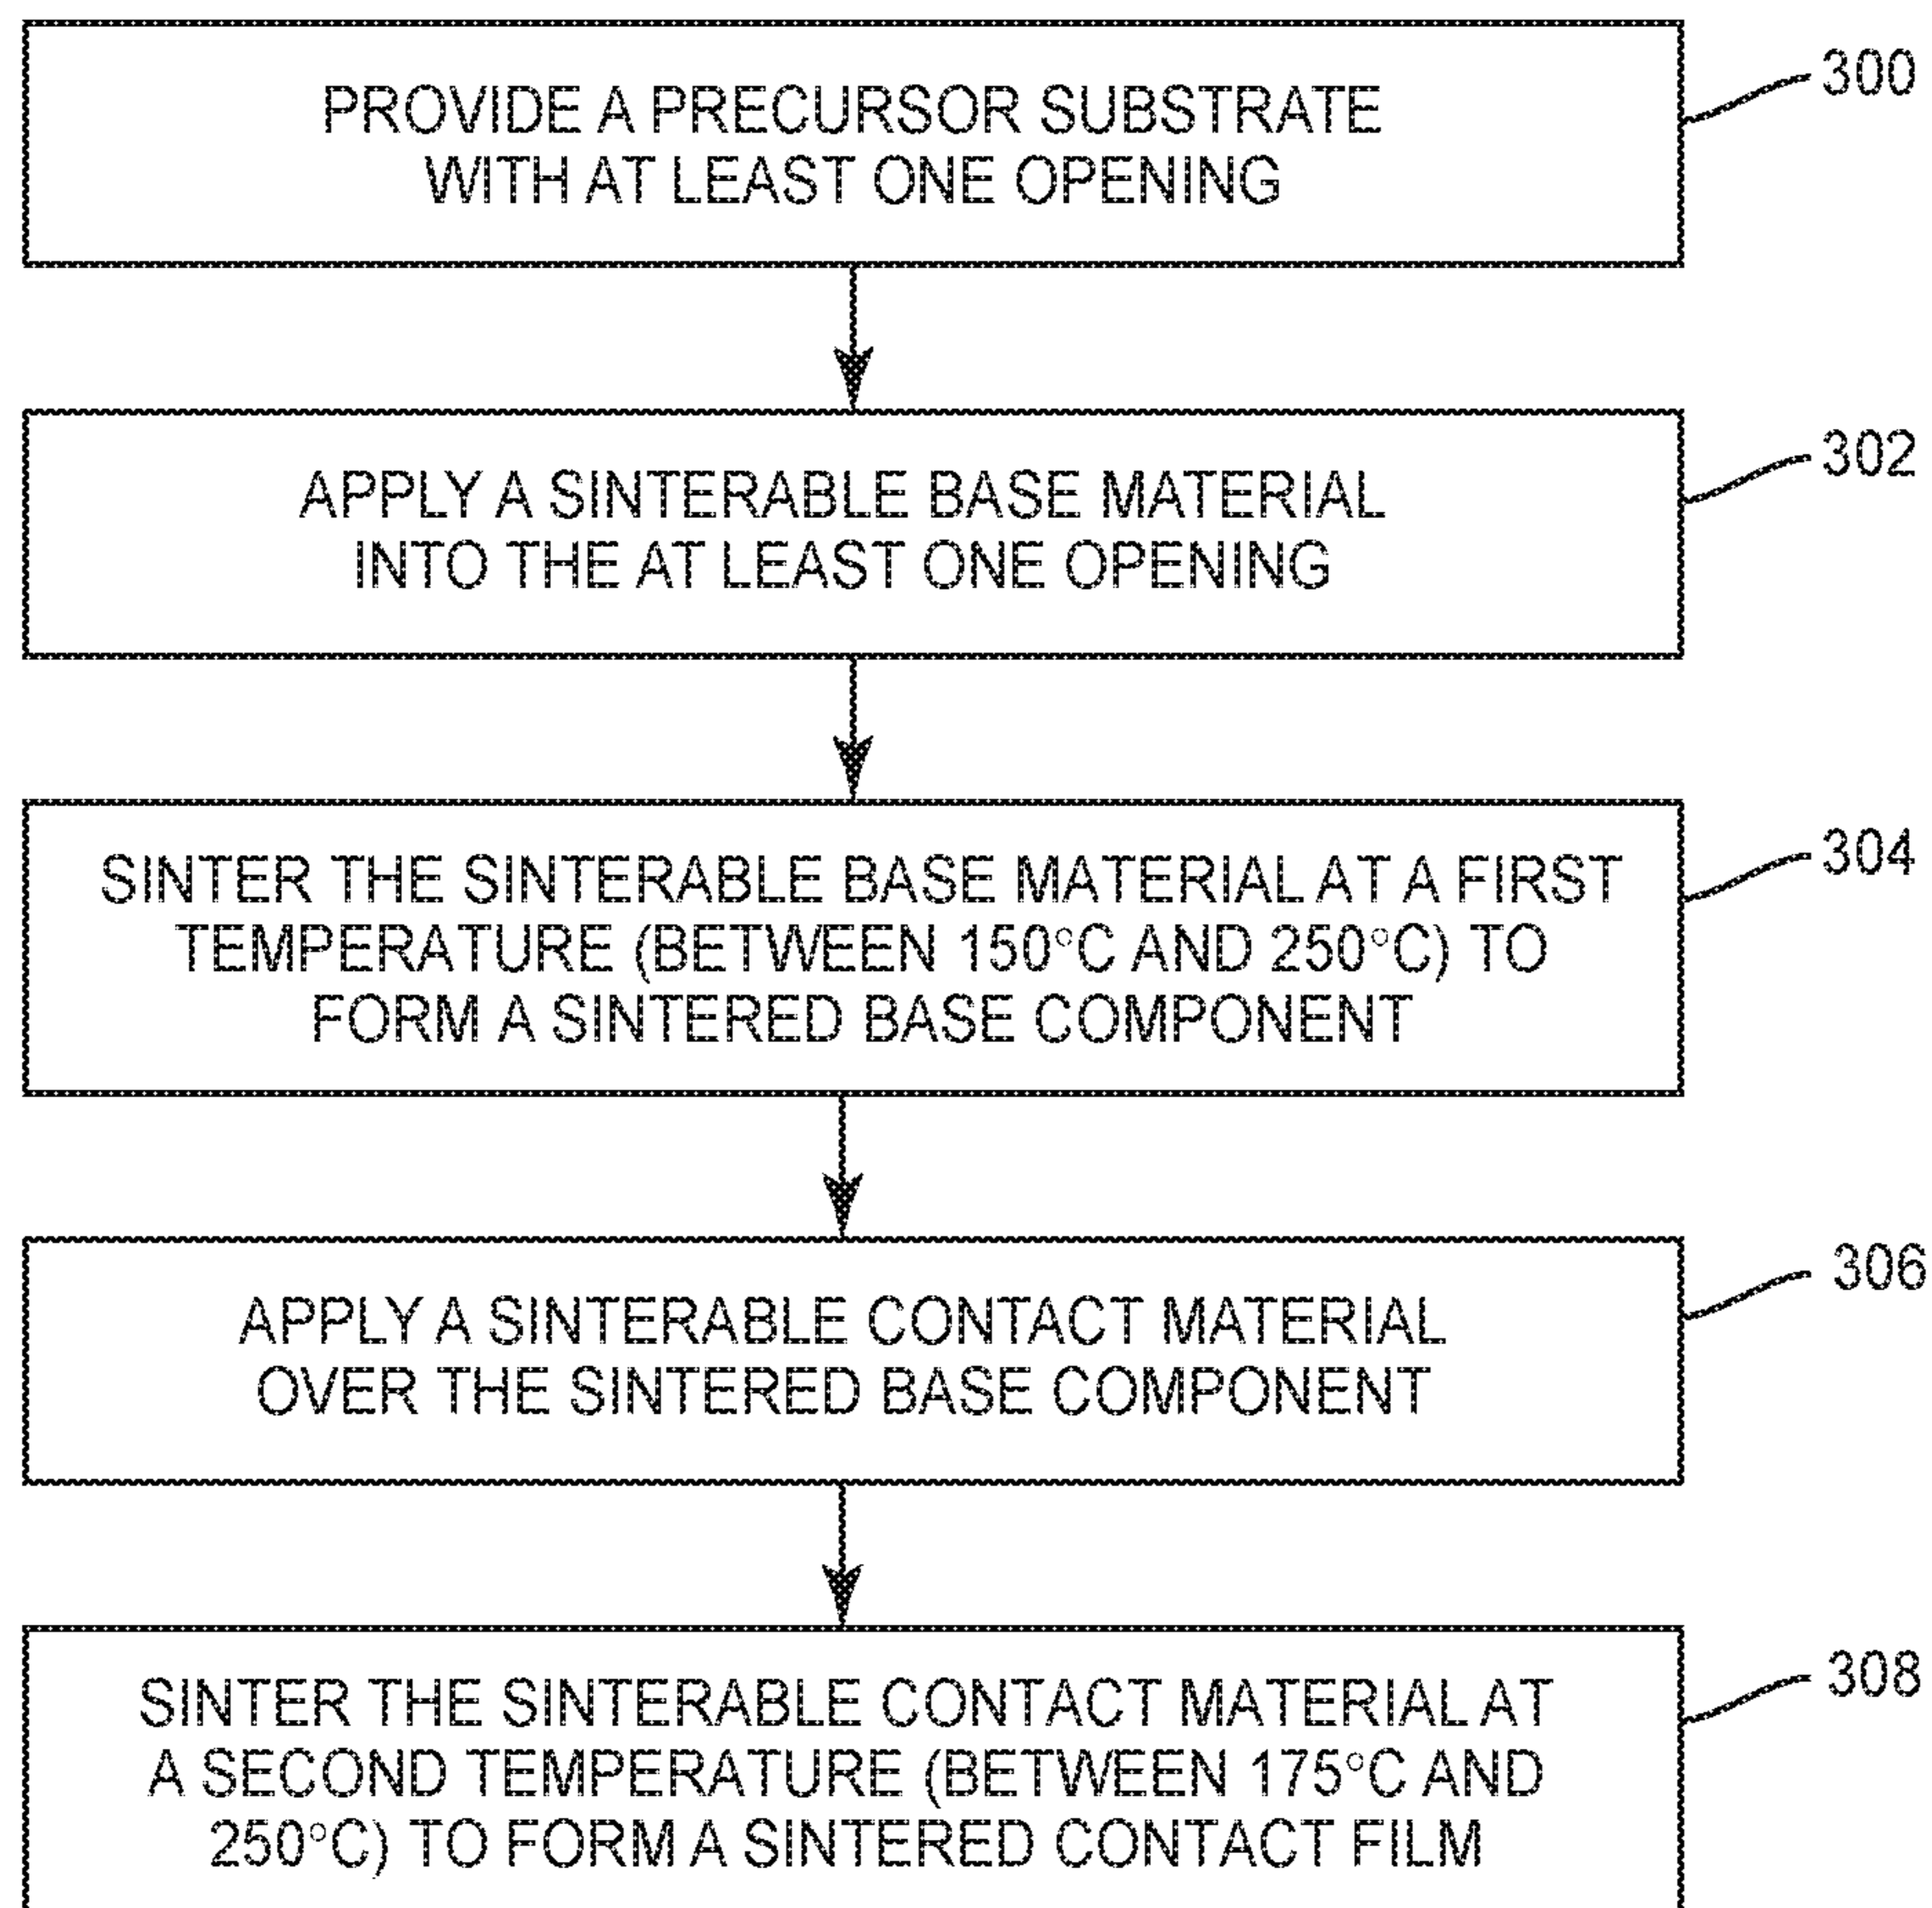 PROVIDE A PRECURSOR SUBSTRATE
WITH AT LEAST ONE OPENING
300
APPLY A SINTERABLE BASE MATERIAL
INTO THE AT LEAST ONE OPENING
302
SINTER THE SINTERABLE BASE MATERIAL AT A FIRST
TEMPERATURE (BETWEEN 150°C AND 250°C) TO
FORM A SINTERED BASE COMPONENT
304
APPLY A SINTERABLE CONTACT MATERIAL
OVER THE SINTERED BASE COMPONENT
306
SINTER THE SINTERABLE CONTACT MATERIAL AT
A SECOND TEMPERATURE (BETWEEN 175°C AND
250°C) TO FORM A SINTERED CONTACT FILM
308